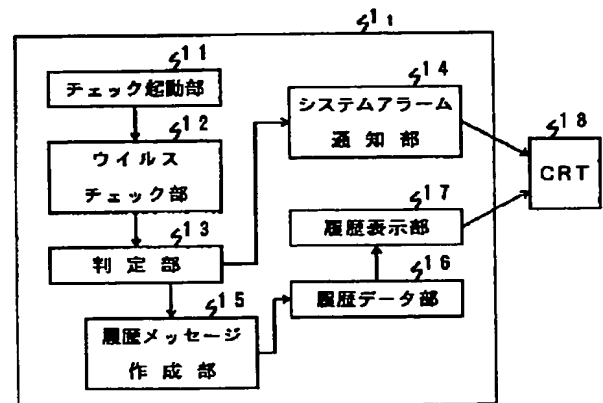 1₁
11
チェック起動部
12
ウイルス
チェック部
13
判定部
14
システムアラーム
通知部
15
履歴メッセージ
作成部
16
履歴データ部
17
履歴表示部
18
CRT